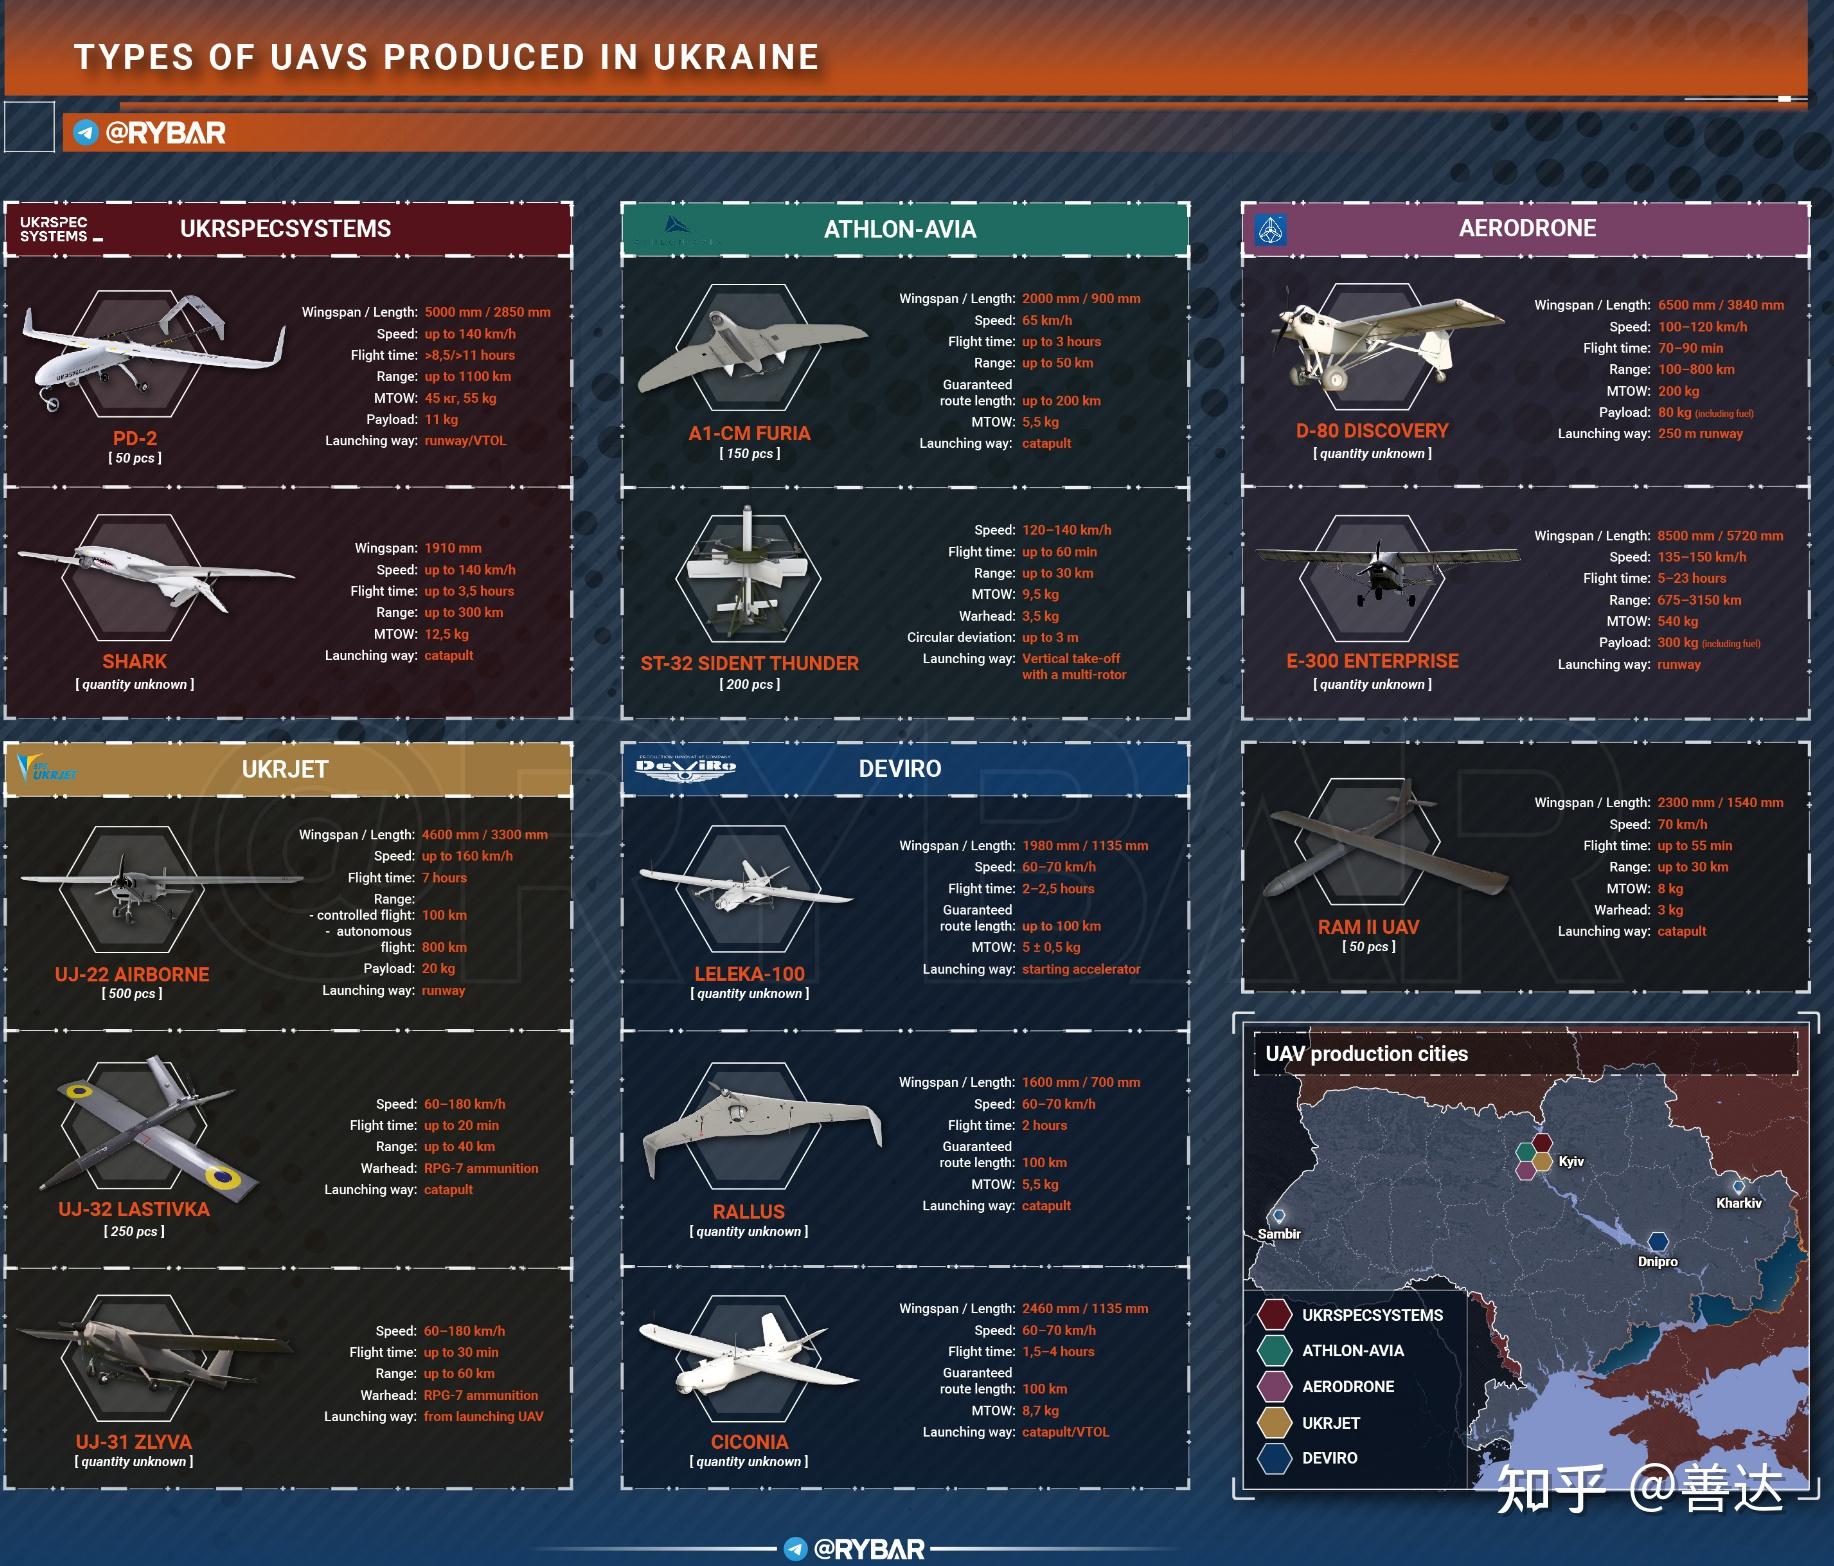 TYPES OF UAVS PRODUCED IN UKRAINE
@RYBAR
UKRSPEC
SYSTEMS
UKRSPECSYSTEMS
Wingspan / Length: 5000 mm / 2850 mm
Speed: up to 140 km/h
Flight time: >8,5/>11 hours
Range: up to 1100 km
MTOW: 45 кг, 55 kg
Payload: 11 kg
Launching way: runway/VTOL
PD-2
[ 50 pcs ]
Wingspan: 1910 mm
Speed: up to 140 km/h
Flight time: up to 3,5 hours
Range: up to 300 km
MTOW: 12,5 kg
Launching way: catapult
SHARK
[ quantity unknown ]
ATHLON-AVIA
Wingspan / Length: 2000 mm / 900 mm
Speed: 65 km/h
Flight time: up to 3 hours
Range: up to 50 km
Guaranteed
route length: up to 200 km
MTOW: 5,5 kg
Launching way: catapult
A1-CM FURIA
[ 150 pcs ]
Speed: 120–140 km/h
Flight time: up to 60 min
Range: up to 30 km
MTOW: 9,5 kg
Warhead: 3,5 kg
Circular deviation: up to 3 m
Launching way: Vertical take-off
with a multi-rotor
ST-32 SIDENT THUNDER
[ 200 pcs ]
AERODRONE
Wingspan / Length: 6500 mm / 3840 mm
Speed: 100–120 km/h
Flight time: 70–90 min
Range: 100–800 km
MTOW: 200 kg
Payload: 80 kg (including fuel)
Launching way: 250 m runway
D-80 DISCOVERY
[ quantity unknown ]
Wingspan / Length: 8500 mm / 5720 mm
Speed: 135–150 km/h
Flight time: 5–23 hours
Range: 675–3150 km
MTOW: 540 kg
Payload: 300 kg (including fuel)
Launching way: runway
E-300 ENTERPRISE
[ quantity unknown ]
UKRJET
UKRJET
Wingspan / Length: 4600 mm / 3300 mm
Speed: up to 160 km/h
Flight time: 7 hours
Range:
- controlled flight: 100 km
- autonomous
flight: 800 km
Payload: 20 kg
Launching way: runway
UJ-22 AIRBORNE
[ 500 pcs ]
Speed: 60–180 km/h
Flight time: up to 20 min
Range: up to 40 km
Warhead: RPG-7 ammunition
Launching way: catapult
UJ-32 LASTIVKA
[ 250 pcs ]
Speed: 60–180 km/h
Flight time: up to 30 min
Range: up to 60 km
Warhead: RPG-7 ammunition
Launching way: from launching UAV
UJ-31 ZLYVA
[ quantity unknown ]
PRODUCTION INNOVATIVE COMPANY
DeViRo
DEVIRO
Wingspan / Length: 1980 mm / 1135 mm
Speed: 60–70 km/h
Flight time: 2–2,5 hours
Guaranteed
route length: up to 100 km
MTOW: 5 ± 0,5 kg
Launching way: starting accelerator
LELEKA-100
[ quantity unknown ]
Wingspan / Length: 1600 mm / 700 mm
Speed: 60–70 km/h
Flight time: 2 hours
Guaranteed
route length: 100 km
MTOW: 5,5 kg
Launching way: catapult
RALLUS
[ quantity unknown ]
Wingspan / Length: 2460 mm / 1135 mm
Speed: 60–70 km/h
Flight time: 1,5–4 hours
Guaranteed
route length: 100 km
MTOW: 8,7 kg
Launching way: catapult/VTOL
CICONIA
[ quantity unknown ]
Wingspan / Length: 2300 mm / 1540 mm
Speed: 70 km/h
Flight time: up to 55 min
Range: up to 30 km
MTOW: 8 kg
Warhead: 3 kg
Launching way: catapult
RAM II UAV
[ 50 pcs ]
UAV production cities
Kyiv
Kharkiv
Sambir
Dnipro
UKRSPECSYSTEMS
ATHLON-AVIA
AERODRONE
UKRJET
DEVIRO
知乎 @善达
@RYBAR
@RYBAR